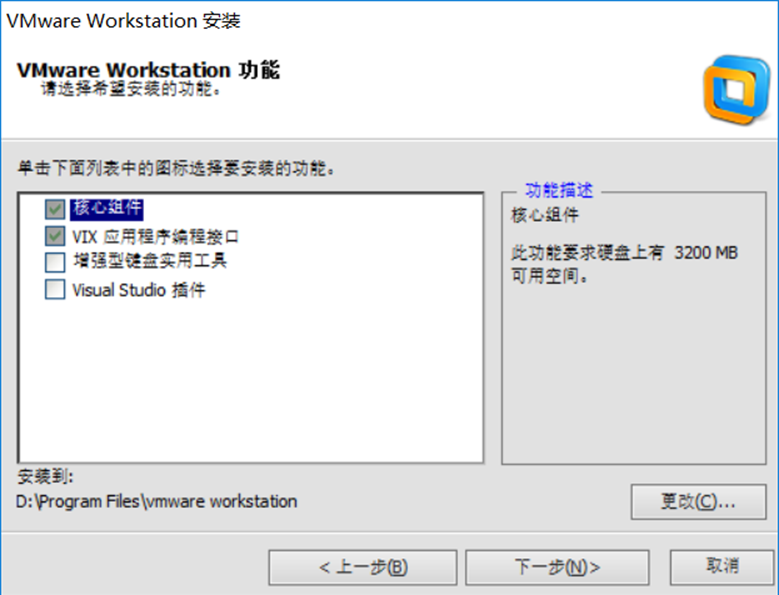 VMware Workstation 安装
VMware Workstation 功能
请选择希望安装的功能。
单击下面列表中的图标选择要安装的功能。
核心组件
VIX 应用程序编程接口
增强型键盘实用工具
Visual Studio 插件
功能描述
核心组件
此功能要求硬盘上有 3200 MB
可用空间。
安装到:
D:\Program Files\vmware workstation
更改(C)...
< 上一步(B)
下一步(N)>
取消